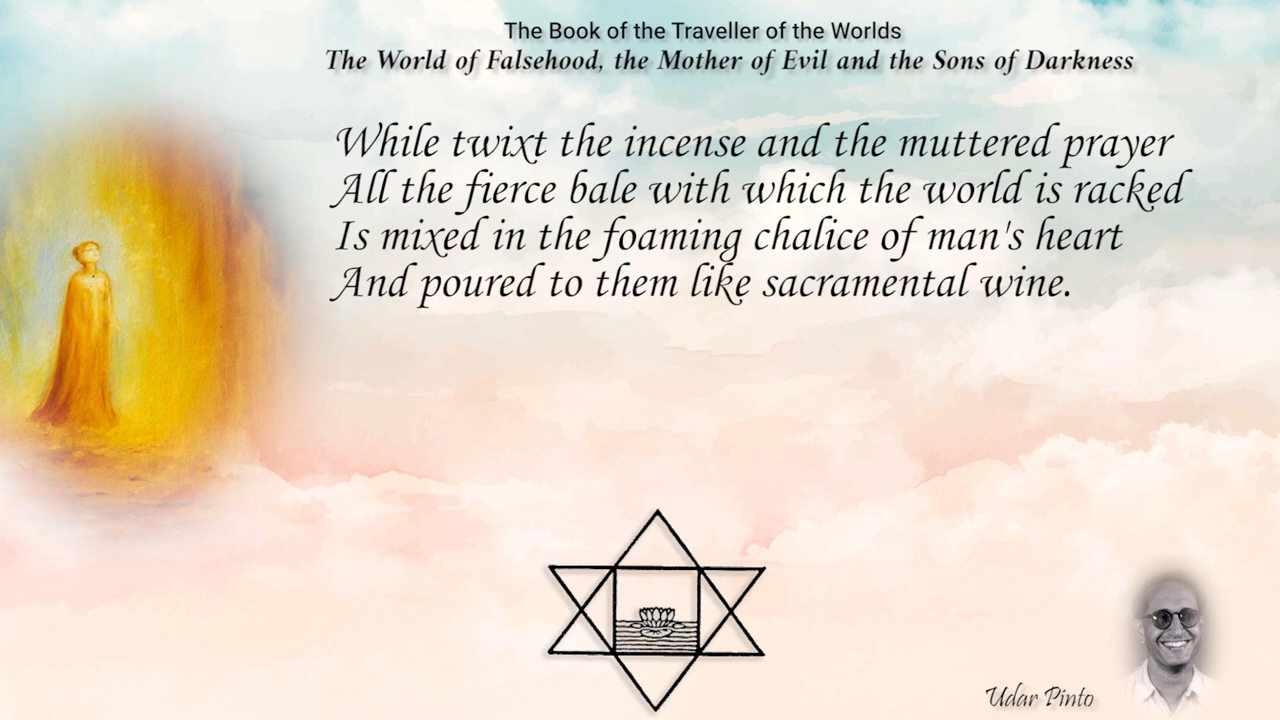 The Book of the Traveller of the Worlds
The World of Falsehood, the Mother of Evil and the Sons of Darkness
While twixt the incense and the muttered prayer
All the fierce bale with which the world is racked
Is mixed in the foaming chalice of man's heart
And poured to them like sacramental wine.
Udar Pinto